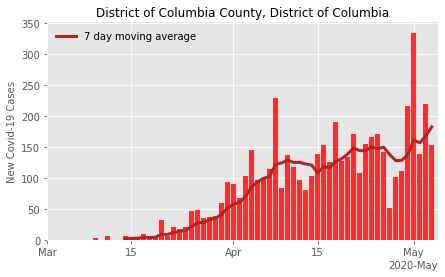 District of Columbia County, District of Columbia
7 day moving average
New Covid-19 Cases
350
300
250
200
150
100
50
0
Mar
15
Apr
15
May
2020-May